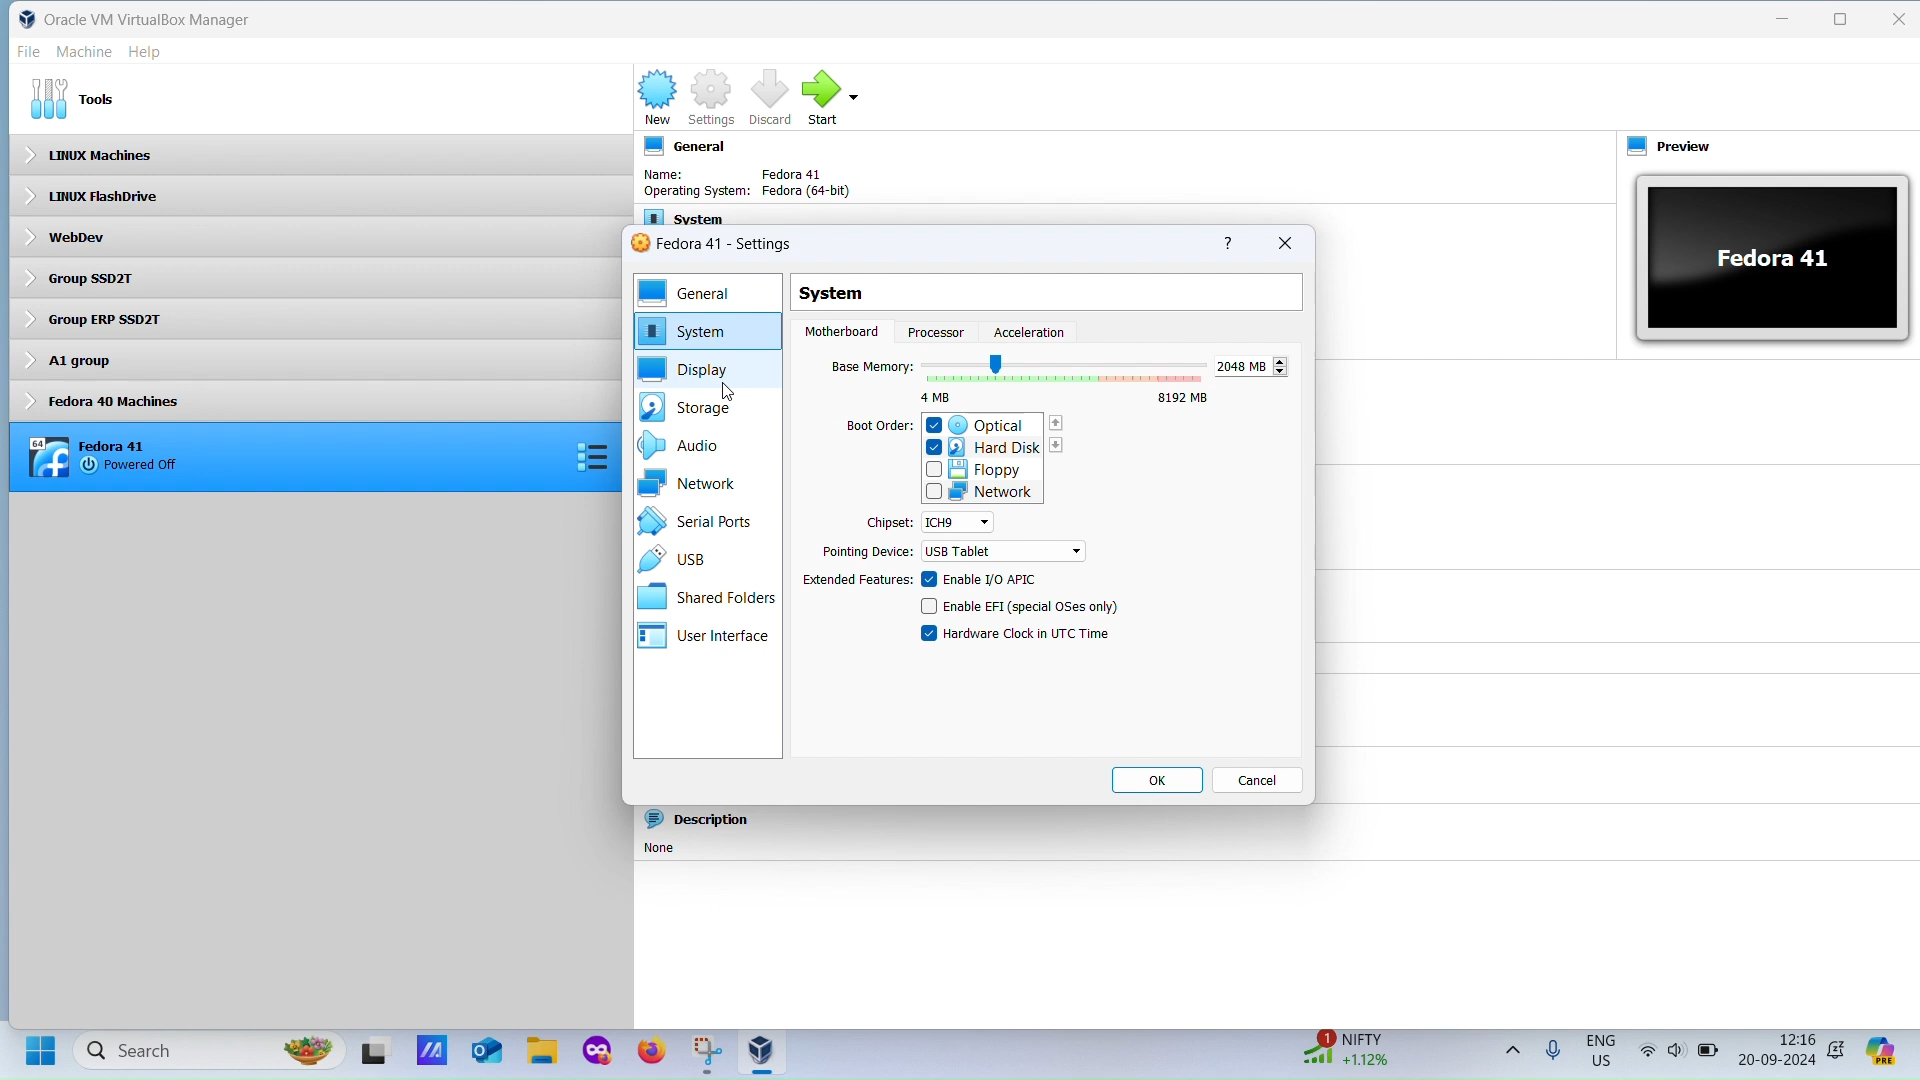 Oracle VM VirtualBox Manager
File Machine Help
Tools
New Settings Discard Start
LINUX Machines
LINUX FlashDrive
WebDev
Group SSD2T
Group ERP SSD2T
A1 group
Fedora 40 Machines
64
Fedora 41
Powered Off
General
Name: Fedora 41
Operating System: Fedora (64-bit)
System
Preview
Fedora 41
Fedora 41 - Settings ?
General
System
Display
Storage
Audio
Network
Serial Ports
USB
Shared Folders
User Interface
System
Motherboard Processor Acceleration
Base Memory: 2048 MB
4 MB 8192 MB
Boot Order: Optical
Hard Disk
Floppy
Network
Chipset: ICH9
Pointing Device: USB Tablet
Extended Features: Enable I/O APIC
Enable EFI (special OSes only)
Hardware Clock in UTC Time
OK Cancel
Description
None
Search
1 NIFTY
+1.12%
ENG
US
12:16
20-09-2024
PRE